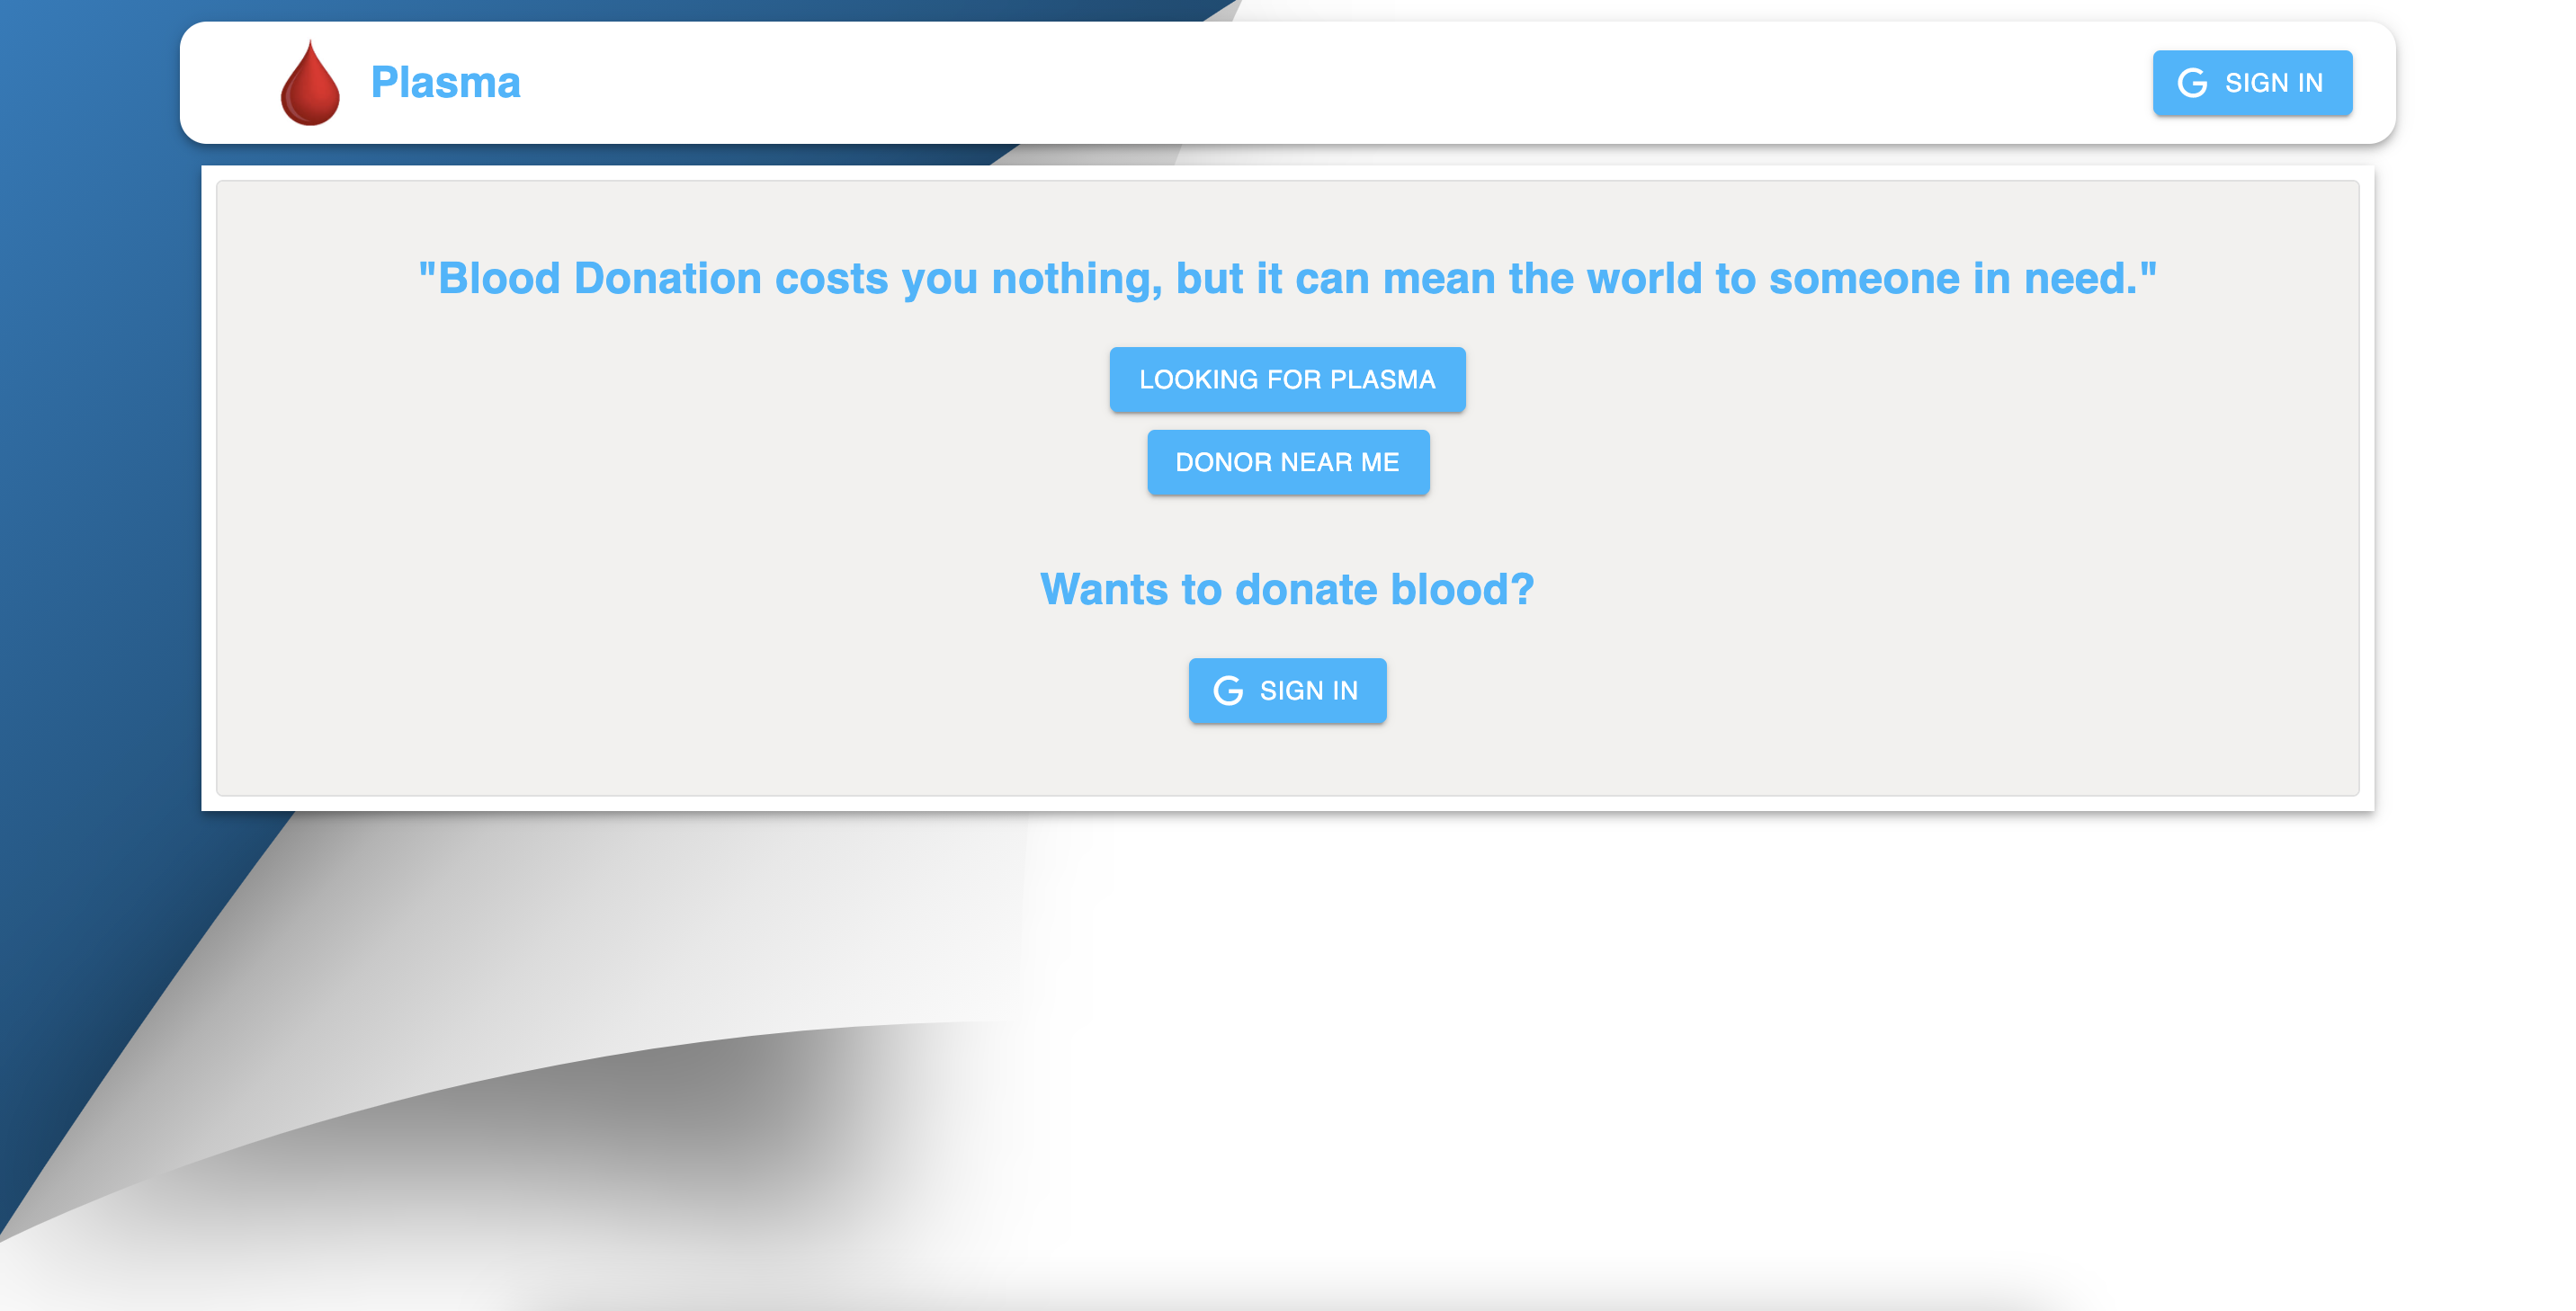 Plasma
G SIGN IN
"Blood Donation costs you nothing, but it can mean the world to someone in need."
LOOKING FOR PLASMA
DONOR NEAR ME
Wants to donate blood?
G SIGN IN